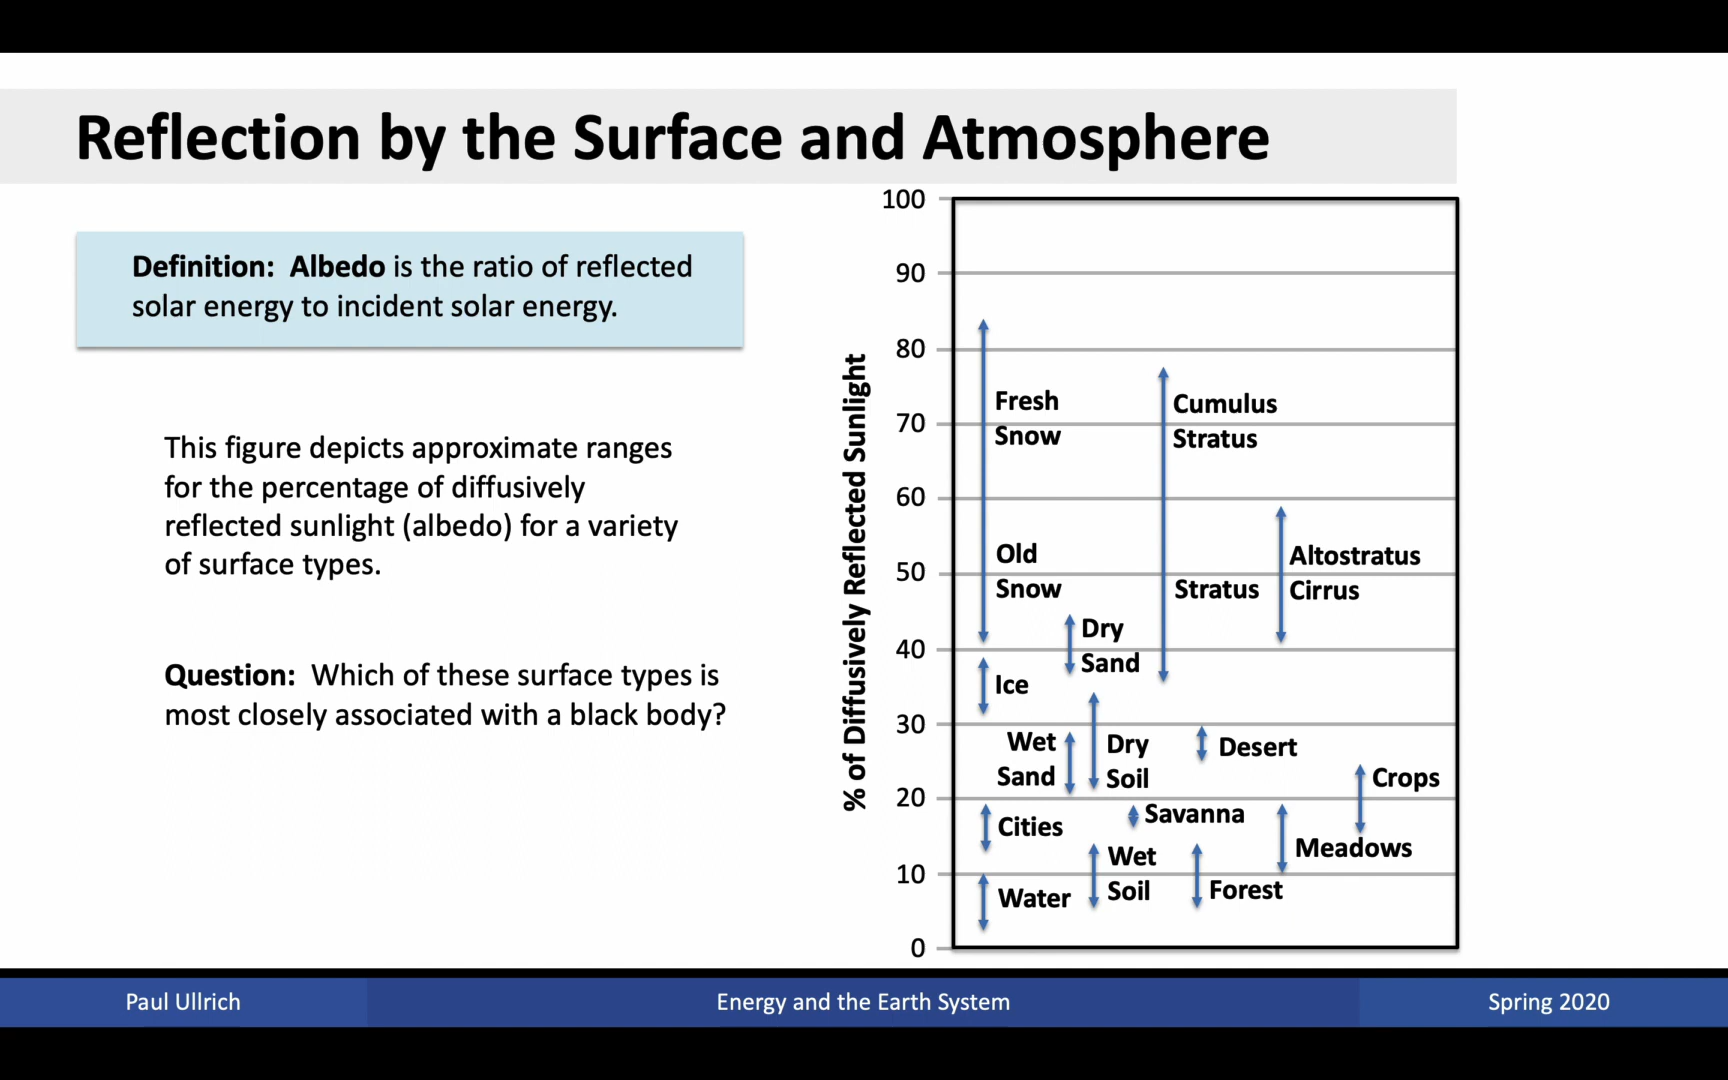 Reflection by the Surface and Atmosphere
Definition: Albedo is the ratio of reflected
solar energy to incident solar energy.
This figure depicts approximate ranges
for the percentage of diffusively
reflected sunlight (albedo) for a variety
of surface types.
Question: Which of these surface types is
most closely associated with a black body?
% of Diffusively Reflected Sunlight
100
90
80
70
60
50
40
30
20
10
0
Fresh
Snow
Cumulus
Stratus
Old
Snow
Stratus
Altostratus
Cirrus
Dry
Sand
Ice
Wet
Sand
Dry
Soil
Desert
Crops
Cities
Savanna
Meadows
Water
Wet
Soil
Forest
Paul Ullrich
Energy and the Earth System
Spring 2020